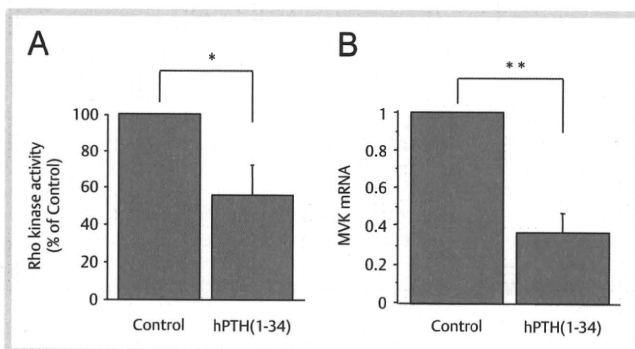 A
*
Rho kinase activity
(% of Control)
100
80
60
40
20
0
Control hPTH(1-34)
B
**
MVK mRNA
1
0.8
0.6
0.4
0.2
0
Control hPTH(1-34)